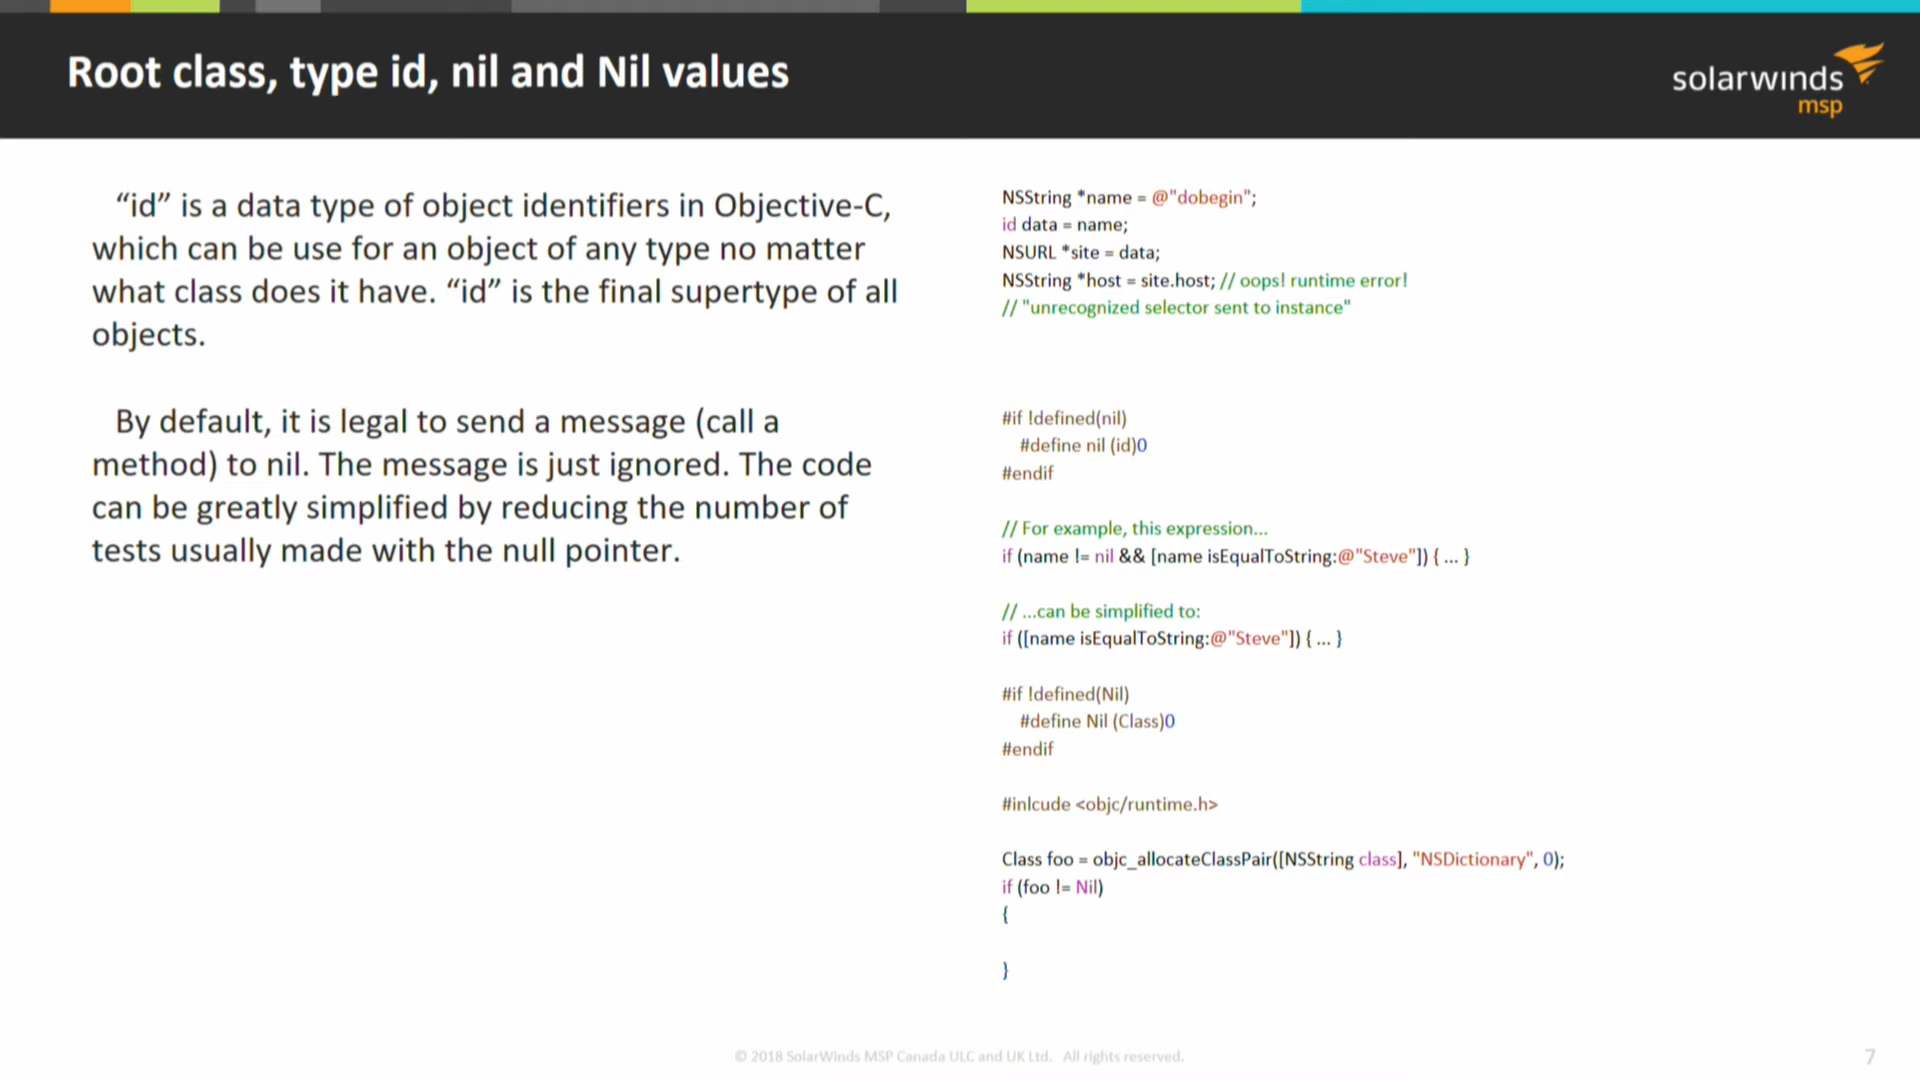 Root class, type id, nil and Nil values
solarwinds
msp
“id” is a data type of object identifiers in Objective-C,
which can be use for an object of any type no matter
what class does it have. “id” is the final supertype of all
objects.
By default, it is legal to send a message (call a
method) to nil. The message is just ignored. The code
can be greatly simplified by reducing the number of
tests usually made with the null pointer.
NSString *name = @"dobegin";
id data = name;
NSURL *site = data;
NSString *host = site.host; // oops! runtime error!
// "unrecognized selector sent to instance"
#if !defined(nil)
#define nil (id)0
#endif
// For example, this expression...
if (name != nil && [name isEqualToString:@"Steve"]) { ... }
// ...can be simplified to:
if ([name isEqualToString:@"Steve"]) { ... }
#if !defined(Nil)
#define Nil (Class)0
#endif
#inlcude <objc/runtime.h>
Class foo = objc_allocateClassPair([NSString class], "NSDictionary", 0);
if (foo != Nil)
{
}
© 2018 SolarWinds MSP Canada ULC and UK Ltd. All rights reserved.
7